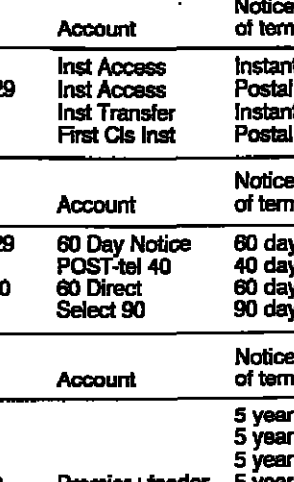 Notice
Account of term
Inst Access Instant
29 Inst Access Postal
Inst Transfer Instant
First Cls Inst Postal
Notice
Account of term
29 60 Day Notice 60 day
POST-tel 40 40 day
0 60 Direct 60 day
Select 90 90 day
Notice
Account of term
5 year
5 year
5 year
5 year